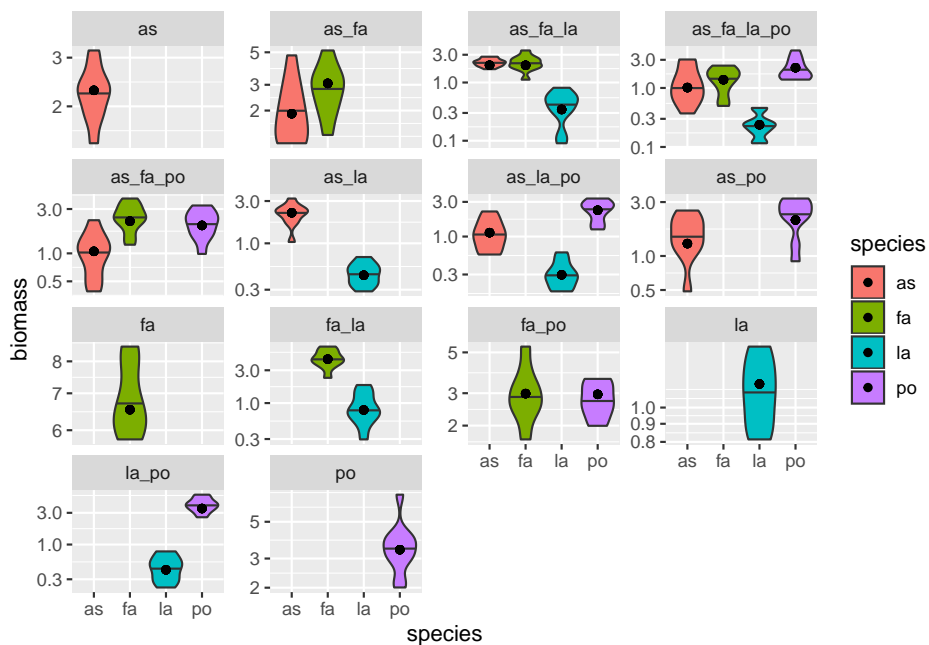 as
as_fa
as_fa_la
as_fa_la_po
3
2
5
3
2
3.0
1.0
0.3
0.1
3.0
1.0
0.3
0.1
as_fa_po
as_la
as_la_po
as_po
3.0
1.0
0.5
3.0
1.0
0.3
3.0
1.0
0.3
3.0
1.0
0.5
fa
fa_la
fa_po
la
8
7
6
3.0
1.0
0.3
5
3
2
1.0
0.9
0.8
as fa la po
as fa la po
la_po
po
3.0
1.0
0.3
5
3
2
as fa la po
as fa la po
species
biomass
species
as
fa
la
po